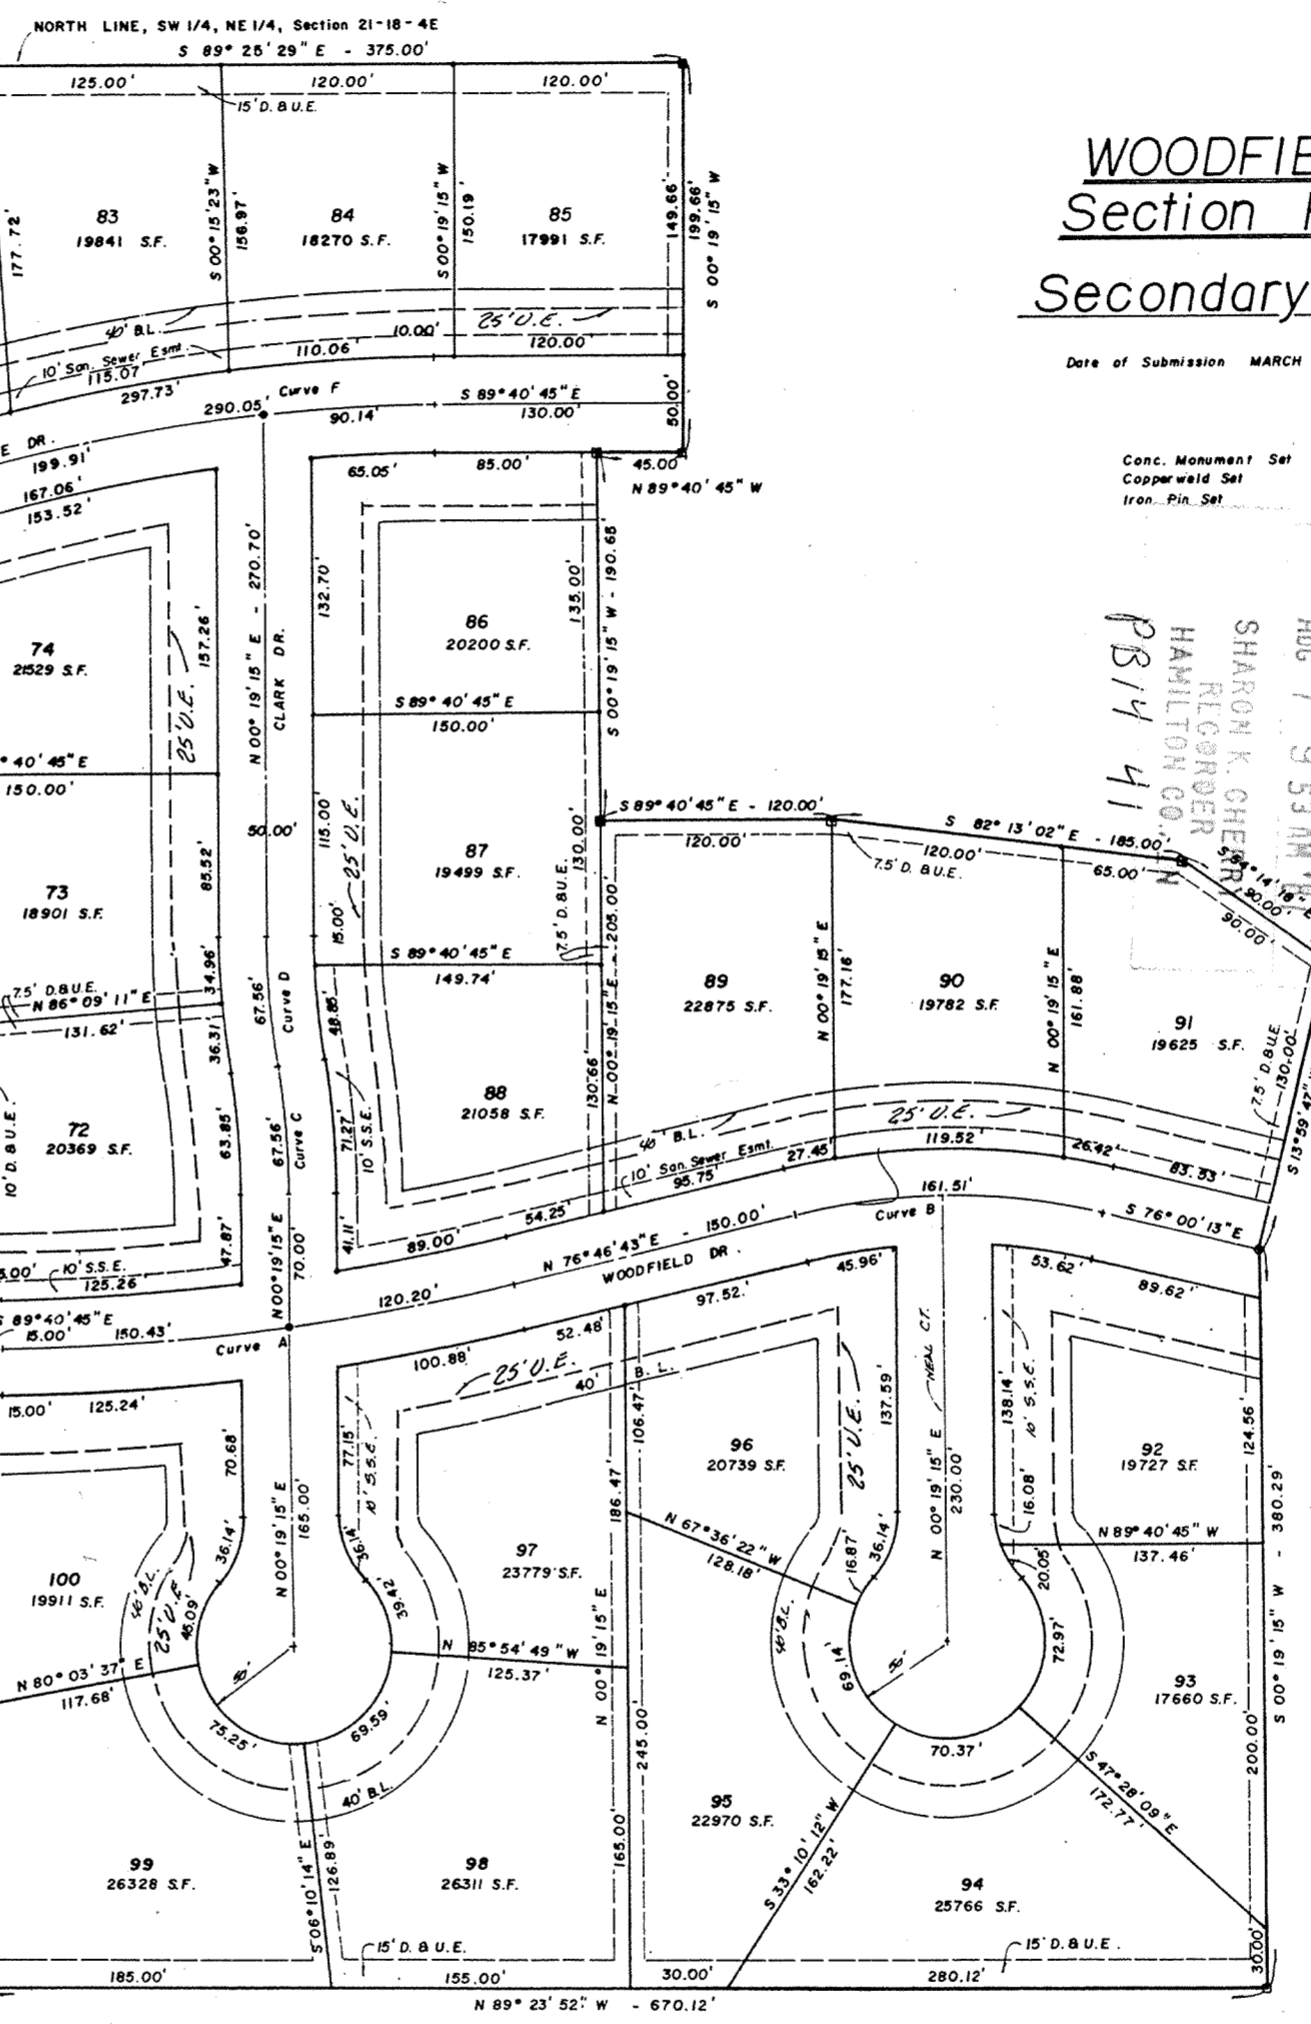 NORTH LINE, SW 1/4, NE 1/4, Section 21-18-4E
S 89° 25' 29" E - 375.00'
125.00'
120.00'
120.00'
15' D. & U.E.
177.72'
83
19841 S.F.
S 00° 15' 23" W
156.97'
84
18270 S.F.
S 00° 19' 15" W
150.19'
85
17991 S.F.
149.66'
199.66'
S 00° 19' 15" W
WOODFIE
Section
Secondary
Date of Submission MARCH
40' B.L.
25' U.E.
10.00'
120.00'
10' San. Sewer Esmt.
110.06'
115.07'
297.73'
Curve F
290.05'
90.14'
S 89° 40' 45" E
130.00'
50.00'
E DR.
199.91'
167.06'
153.52'
65.05'
85.00'
45.00'
N 89° 40' 45" W
Conc. Monument Set
Copperweld Set
Iron Pin Set
N 00° 19' 15" E - 270.70'
CLARK DR.
132.70'
135.00'
S 00° 19' 15" W - 190.65'
157.26'
25' U.E.
74
21529 S.F.
86
20200 S.F.
S 89° 40' 45" E
150.00'
° 40' 45" E
150.00'
SHARON K. CHERRY
RECORDER
HAMILTON CO., IN
PB 14 41
50.00'
115.00'
25' U.E.
15.00'
87
19499 S.F.
130.00'
7.5' D. & U.E.
S 89° 40' 45" E - 120.00'
120.00'
S 82° 13' 02" E - 185.00'
120.00'
7.5' D. & U.E.
65.00'
S 54° 14' 18" E
190.00'
90.00'
73
18901 S.F.
85.52'
34.96'
67.56'
Curve D
48.85'
S 89° 40' 45" E
149.74'
7.5' D. & U.E.
N 86° 09' 11" E
131.62'
36.31'
N 00° 19' 15" E - 205.00'
89
22875 S.F.
N 00° 19' 15" E
177.16'
90
19782 S.F.
N 00° 19' 15" E
161.88'
91
19625 S.F.
7.5' D. & U.E.
130.00'
S 13° 59' 47"
10' D. & U.E.
72
20369 S.F.
63.85'
67.56'
Curve C
71.27'
10' S.S.E.
88
21058 S.F.
130.66'
40' B.L.
25' U.E.
10' San. Sewer Esmt.
95.75'
27.45'
119.52'
26.42'
83.33'
47.87'
N 00° 19' 15" E
70.00'
41.11'
89.00'
54.25'
N 76° 46' 43" E - 150.00'
WOODFIELD DR.
161.51'
Curve B
S 76° 00' 13" E
10' S.S.E.
125.26'
S 89° 40' 45" E
15.00'
150.43'
Curve A
120.20'
97.52'
45.96'
53.62'
89.62'
15.00'
125.24'
100.88'
52.48'
25' U.E.
40' B.L.
70.68'
N 00° 19' 15" E
165.00'
77.15'
10' S.S.E.
106.47'
186.47'
96
20739 S.F.
25' U.E.
137.59'
NEAL CT.
N 00° 19' 15" E
230.00'
138.14'
10' S.S.E.
16.08'
92
19727 S.F.
124.56'
S 00° 19' 15" W - 380.29'
N 89° 40' 45" W
137.46'
N 67° 36' 22" W
128.18'
16.87'
36.14'
20.05'
100
19911 S.F.
40' B.L.
25' U.E.
45.09'
36.14'
36.14'
39.42'
97
23779 S.F.
N 80° 03' 37" E
117.68'
50'
75.25'
69.59'
N 85° 54' 49" W
125.37'
N 00° 19' 15" E
40' B.L.
69.14'
50'
72.97'
70.37'
93
17660 S.F.
200.00'
S 47° 28' 09" E
172.77'
40' B.L.
245.00'
165.00'
95
22970 S.F.
S 33° 10' 12" W
162.22'
94
25766 S.F.
99
26328 S.F.
S 06° 10' 14" E
126.89'
98
26311 S.F.
15' D. & U.E.
15' D. & U.E.
30.00'
185.00'
155.00'
30.00'
280.12'
N 89° 23' 52" W - 670.12'